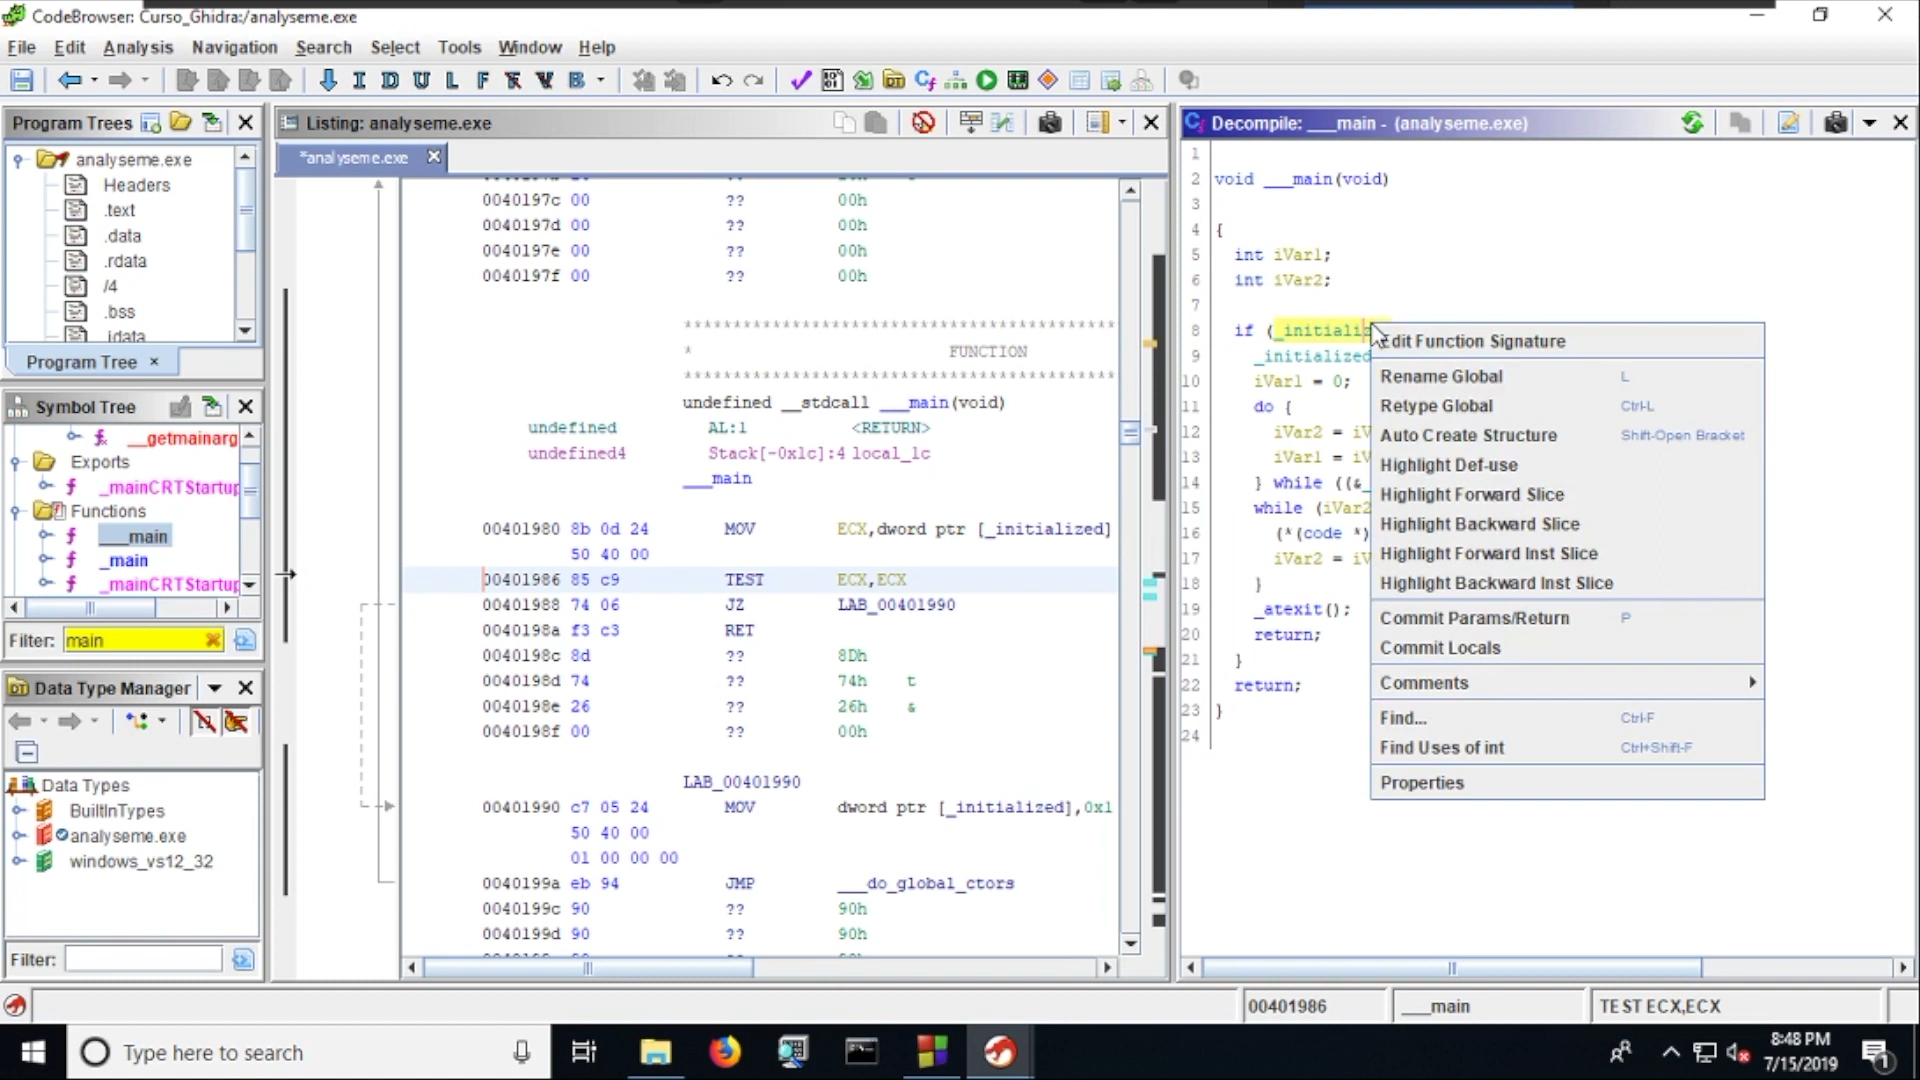 CodeBrowser: Curso_Ghidra:/analyseme.exe
File Edit Analysis Navigation Search Select Tools Window Help
I D U L F V B
Program Trees
analyseme.exe
Headers
.text
.data
.rdata
/4
.bss
Program Tree ×
Symbol Tree
__getmainarg
Exports
_mainCRTStartup
Functions
___main
_main
_mainCRTStartup
Filter: main
Data Type Manager
Data Types
BuiltInTypes
analyseme.exe
windows_vs12_32
Filter:
Listing: analyseme.exe
*analyseme.exe
0040197c 00 ?? 00h
0040197d 00 ?? 00h
0040197e 00 ?? 00h
0040197f 00 ?? 00h
*******************************************
* FUNCTION
*******************************************
undefined __stdcall ___main(void)
undefined AL:1 <RETURN>
undefined4 Stack[-0x1c]:4 local_1c
___main
00401980 8b 0d 24 MOV ECX,dword ptr [_initialized]
50 40 00
00401986 85 c9 TEST ECX,ECX
00401988 74 06 JZ LAB_00401990
0040198a f3 c3 RET
0040198c 8d ?? 8Dh
0040198d 74 ?? 74h t
0040198e 26 ?? 26h &
0040198f 00 ?? 00h
LAB_00401990
00401990 c7 05 24 MOV dword ptr [_initialized],0x1
50 40 00
01 00 00 00
0040199a eb 94 JMP ___do_global_ctors
0040199c 90 ?? 90h
0040199d 90 ?? 90h
Decompile: ___main - (analyseme.exe)
1
2 void ___main(void)
3
4 {
5 int iVar1;
6 int iVar2;
7
8 if (_initializ
9 _initialized
10 iVar1 = 0;
11 do {
12 iVar2 = iV
13 iVar1 = iV
14 } while ((&_
15 while (iVar2
16 (*(code *)
17 iVar2 = iV
18 }
19 _atexit();
20 return;
21 }
22 return;
23 }
24
Edit Function Signature
Rename Global L
Retype Global Ctrl-L
Auto Create Structure Shift-Open Bracket
Highlight Def-use
Highlight Forward Slice
Highlight Backward Slice
Highlight Forward Inst Slice
Highlight Backward Inst Slice
Commit Params/Return P
Commit Locals
Comments
Find... Ctrl-F
Find Uses of int Ctrl+Shift-F
Properties
00401986 ___main TEST ECX,ECX
Type here to search
8:48 PM
7/15/2019
1